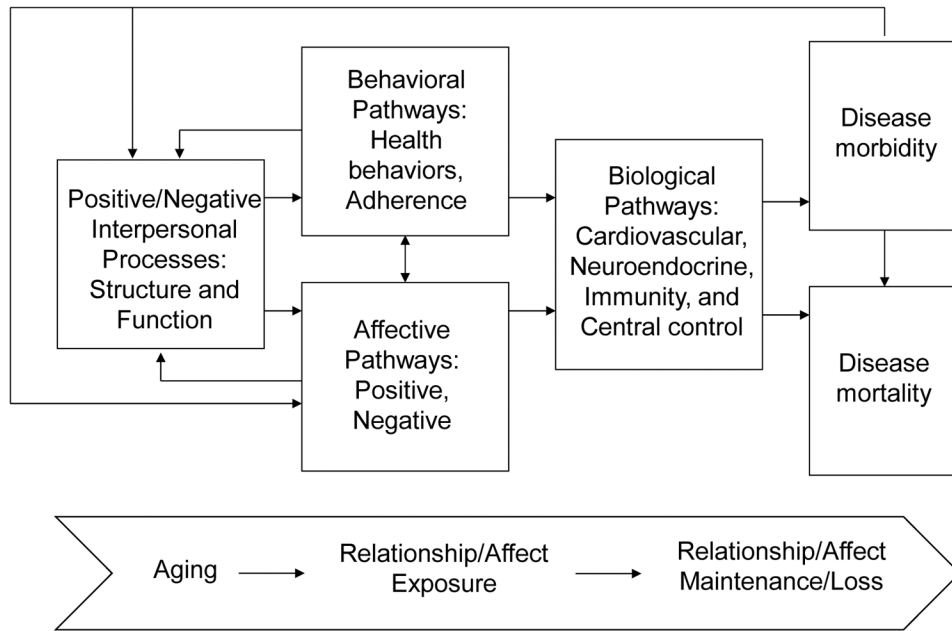 Positive/Negative
Interpersonal
Processes:
Structure and
Function
Behavioral
Pathways:
Health
behaviors,
Adherence
Affective
Pathways:
Positive,
Negative
Biological
Pathways:
Cardiovascular,
Neuroendocrine,
Immunity, and
Central control
Disease
morbidity
Disease
mortality
Aging
Relationship/Affect
Exposure
Relationship/Affect
Maintenance/Loss